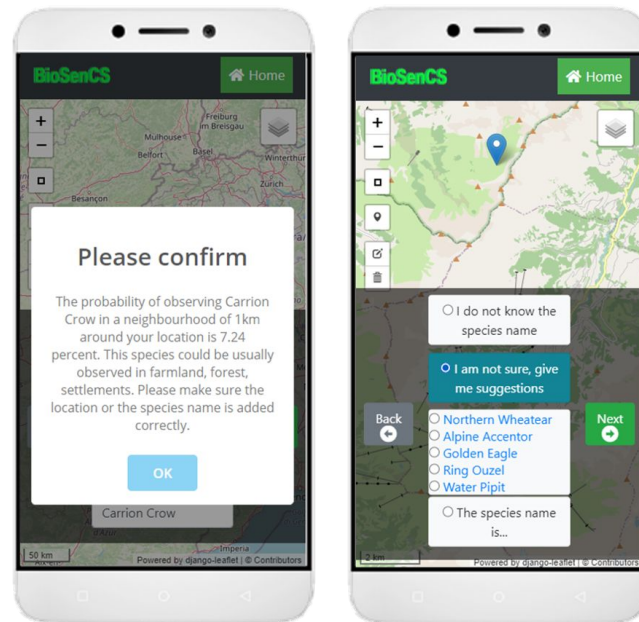 BioSenCS
Home
+
−
Freiburg
im Breisgau
Mulhouse
Belfort
Basel
Winterthur
Zürich
Besançon
Please confirm
The probability of observing Carrion
Crow in a neighbourhood of 1km
around your location is 7.24
percent. This species could be usually
observed in farmland, forest,
settlements. Please make sure the
location or the species name is added
correctly.
OK
Carrion Crow
Imperia
50 km
Powered by django-leaflet | © Contributors
BioSenCS
Home
+
−
I do not know the
species name
I am not sure, give
me suggestions
Back
Next
Northern Wheatear
Alpine Accentor
Golden Eagle
Ring Ouzel
Water Pipit
The species name
is...
2 km
Powered by django-leaflet | © Contributors